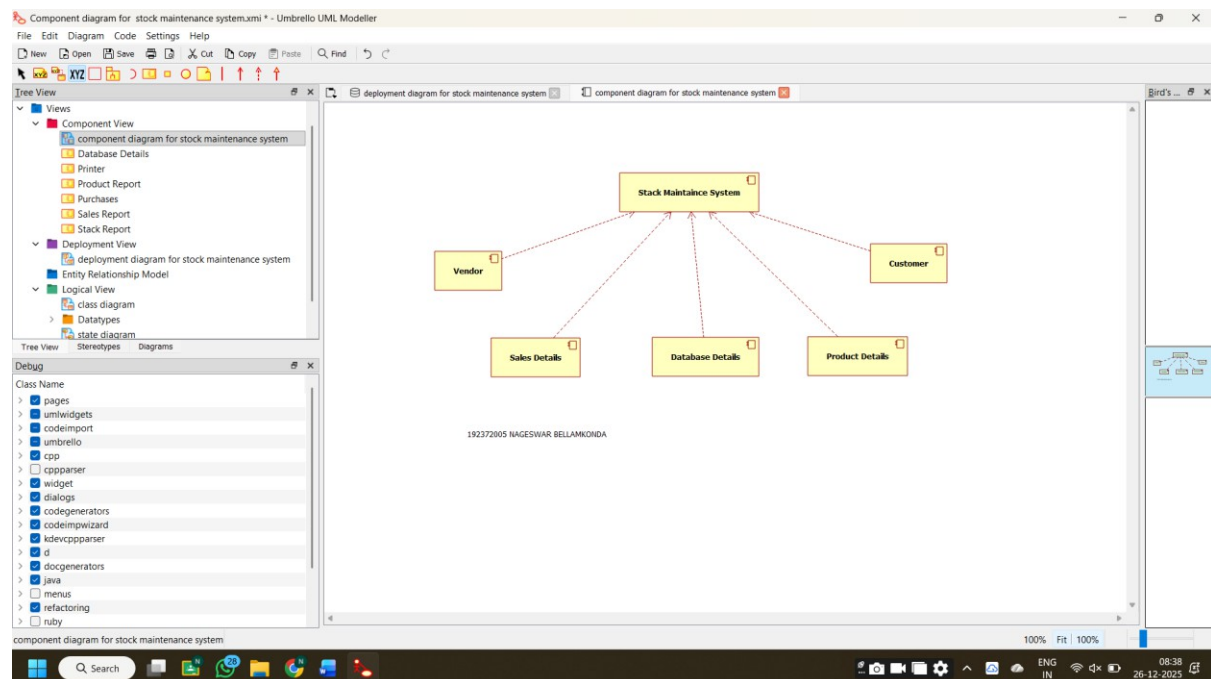 Component diagram for stock maintenance system.xmi * - Umbrello UML Modeller
File Edit Diagram Code Settings Help
New Open Save Cut Copy Paste Find
XYZ XYZ
Tree View
deployment diagram for stock maintenance system component diagram for stock maintenance system
Bird's ...
Views
Component View
component diagram for stock maintenance system
Database Details
Printer
Product Report
Purchases
Sales Report
Stack Report
Deployment View
deployment diagram for stock maintenance system
Entity Relationship Model
Logical View
class diagram
Datatypes
state diagram
Tree View Stereotypes Diagrams
Stack Maintaince System
Vendor
Customer
Sales Details
Database Details
Product Details
192372005 NAGESWAR BELLAMKONDA
Debug
Class Name
pages
umlwidgets
codeimport
umbrello
cpp
cppparser
widget
dialogs
codegenerators
codeimpwizard
kdevcppparser
d
docgenerators
java
menus
refactoring
ruby
component diagram for stock maintenance system
100% Fit 100%
Search
28
ENG
IN
08:38
26-12-2025